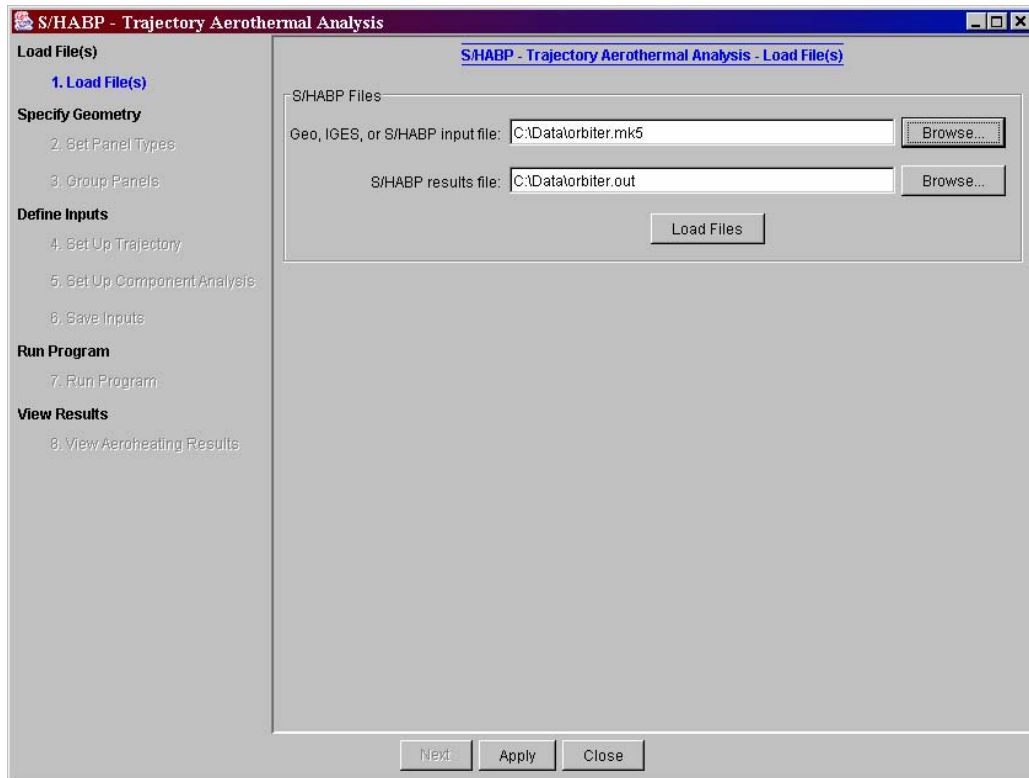 S/HABP - Trajectory Aerothermal Analysis
Load File(s)
1. Load File(s)
Specify Geometry
2. Set Panel Types
3. Group Panels
Define Inputs
4. Set Up Trajectory
5. Set Up Component Analysis
6. Save Inputs
Run Program
7. Run Program
View Results
8. View Aeroheating Results
S/HABP - Trajectory Aerothermal Analysis - Load File(s)
S/HABP Files
Geo, IGES, or S/HABP input file: C:\Data\orbiter.mk5 Browse...
S/HABP results file: C:\Data\orbiter.out Browse...
Load Files
Next Apply Close